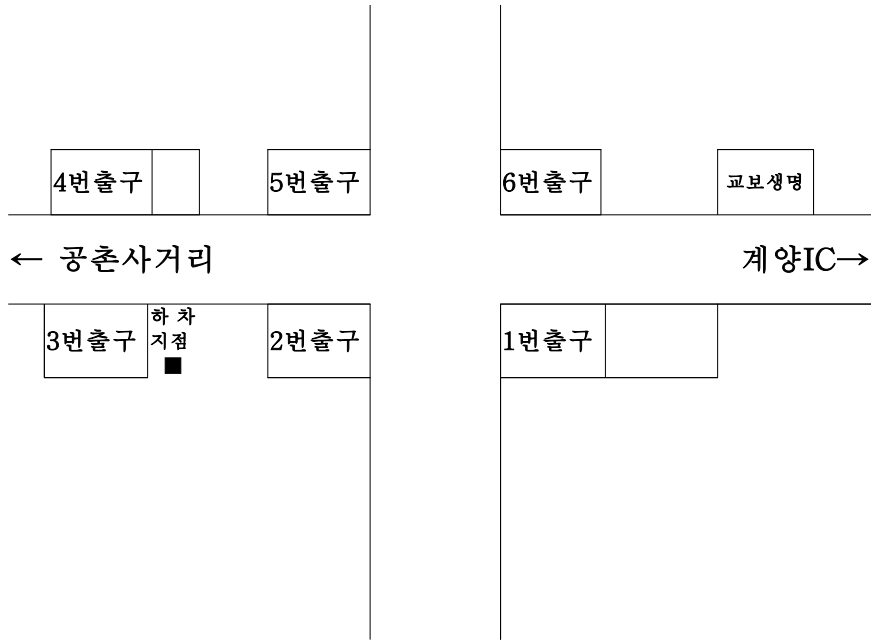 4번출구
5번출구
6번출구
교보생명
← 공촌사거리
계양IC→
3번출구
하 차
지점
■
2번출구
1번출구